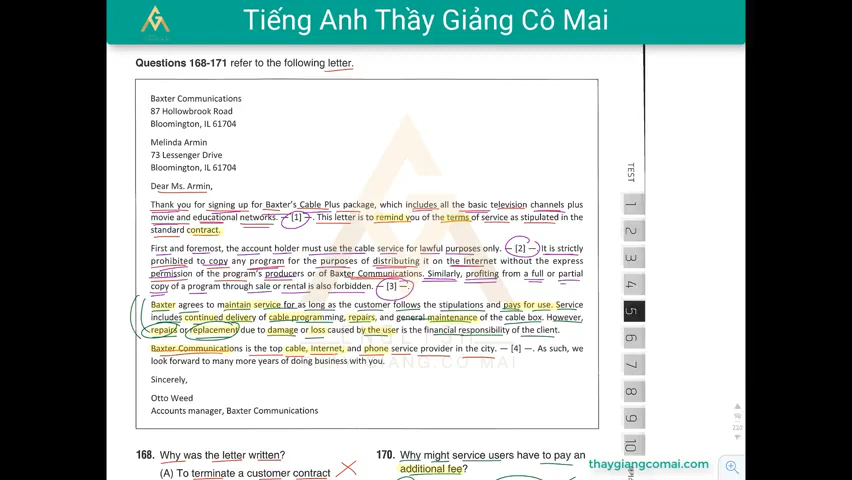 Tiếng Anh Thầy Giảng Cô Mai
Questions 168-171 refer to the following letter.
Baxter Communications
87 Hollowbrook Road
Bloomington, IL 61704
Melinda Armin
73 Lessenger Drive
Bloomington, IL 61704
Dear Ms. Armin,
Thank you for signing up for Baxter's Cable Plus package, which includes all the basic television channels plus
movie and educational networks. — [1] —. This letter is to remind you of the terms of service as stipulated in the
standard contract.
First and foremost, the account holder must use the cable service for lawful purposes only. — [2] —. It is strictly
prohibited to copy any program for the purposes of distributing it on the Internet without the express
permission of the program's producers or of Baxter Communications. Similarly, profiting from a full or partial
copy of a program through sale or rental is also forbidden. — [3] —.
Baxter agrees to maintain service for as long as the customer follows the stipulations and pays for use. Service
includes continued delivery of cable programming, repairs, and general maintenance of the cable box. However,
repairs or replacement due to damage or loss caused by the user is the financial responsibility of the client.
Baxter Communications is the top cable, Internet, and phone service provider in the city. — [4] —. As such, we
look forward to many more years of doing business with you.
Sincerely,
Otto Weed
Accounts manager, Baxter Communications
TEST
1
2
3
4
5
6
7
8
9
10
168. Why was the letter written?
(A) To terminate a customer contract
170. Why might service users have to pay an
additional fee?
thaygiangcomai.com